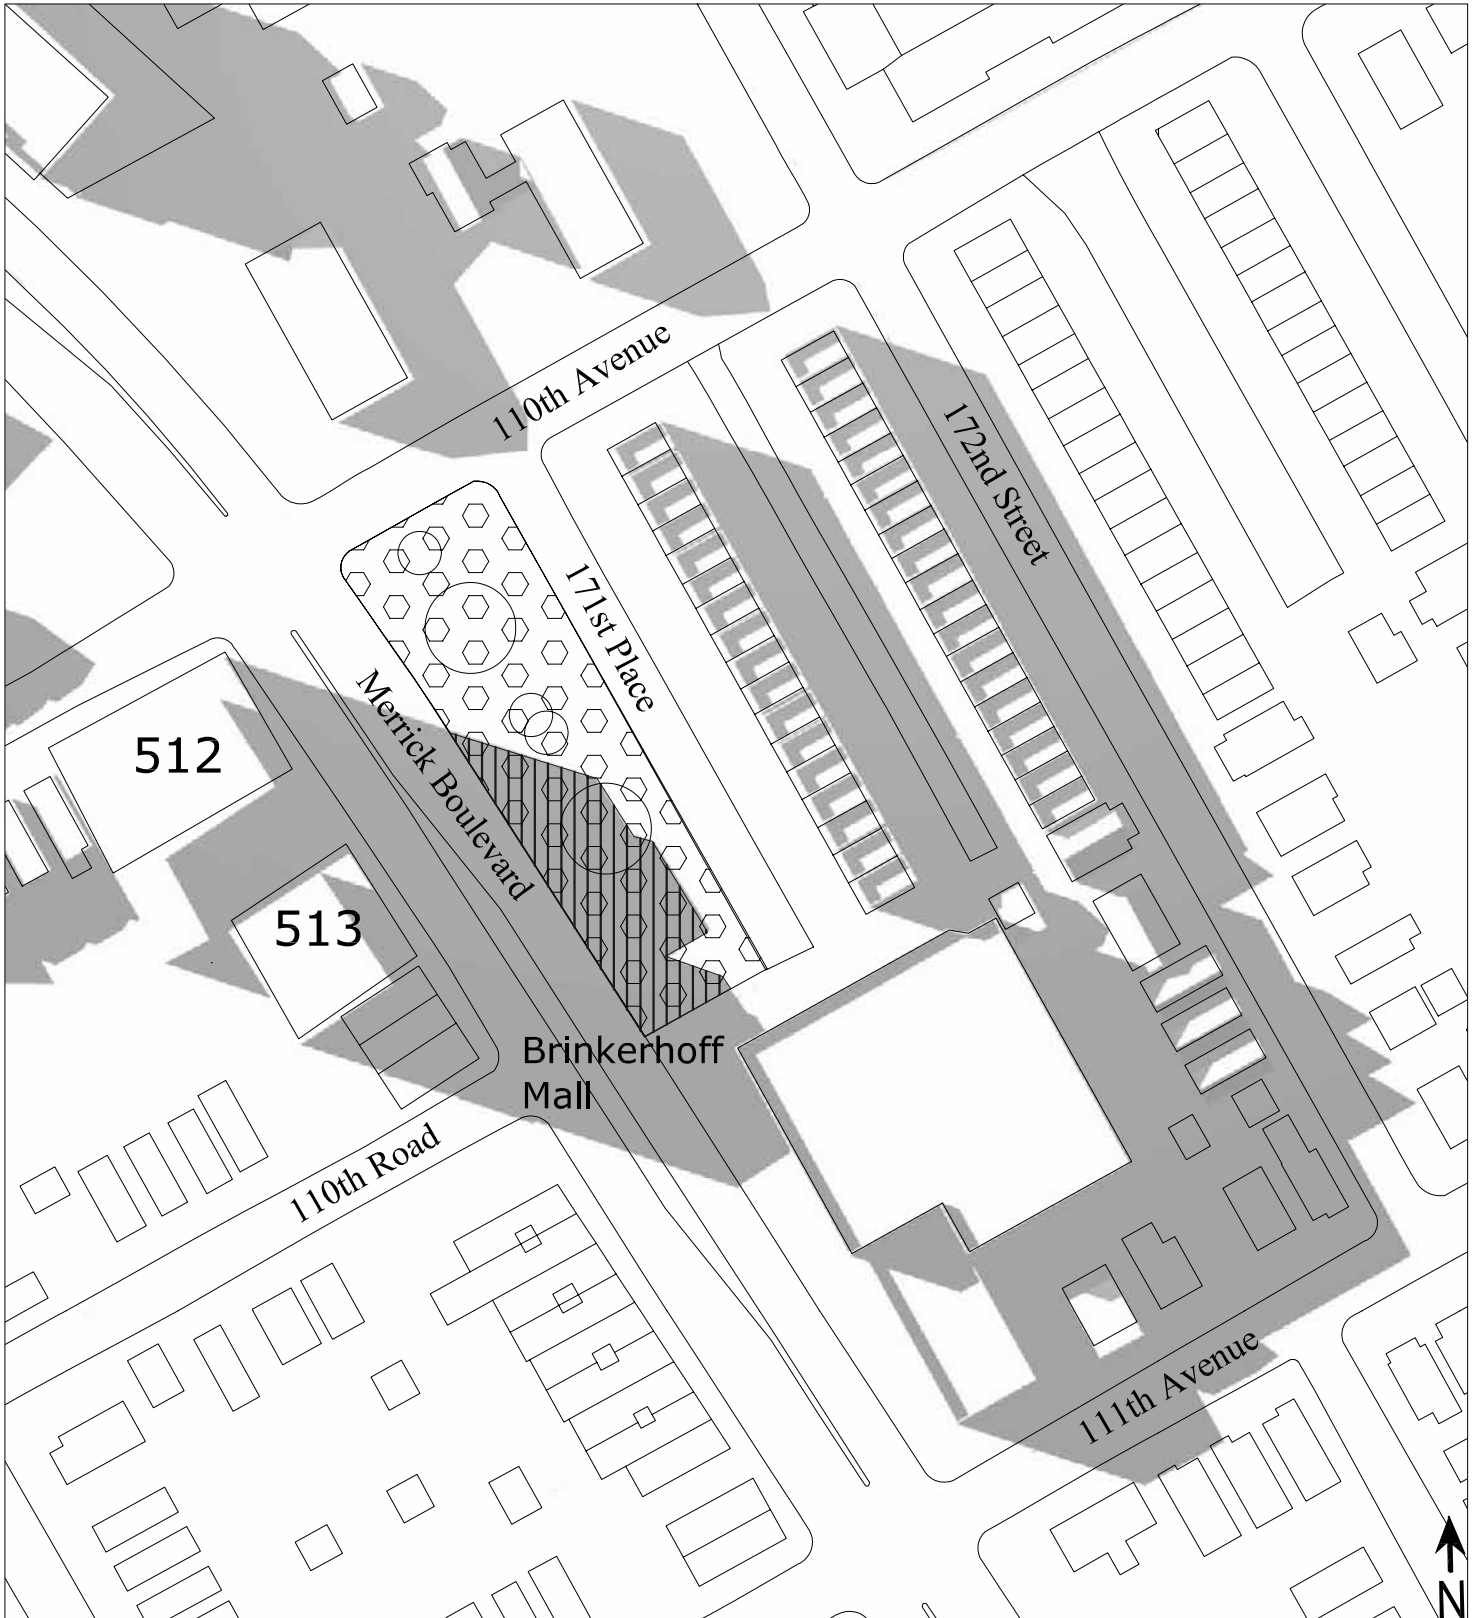 110th Avenue
172nd Street
171st Place
Merrick Boulevard
512
513
Brinkerhoff
Mall
110th Road
111th Avenue
N